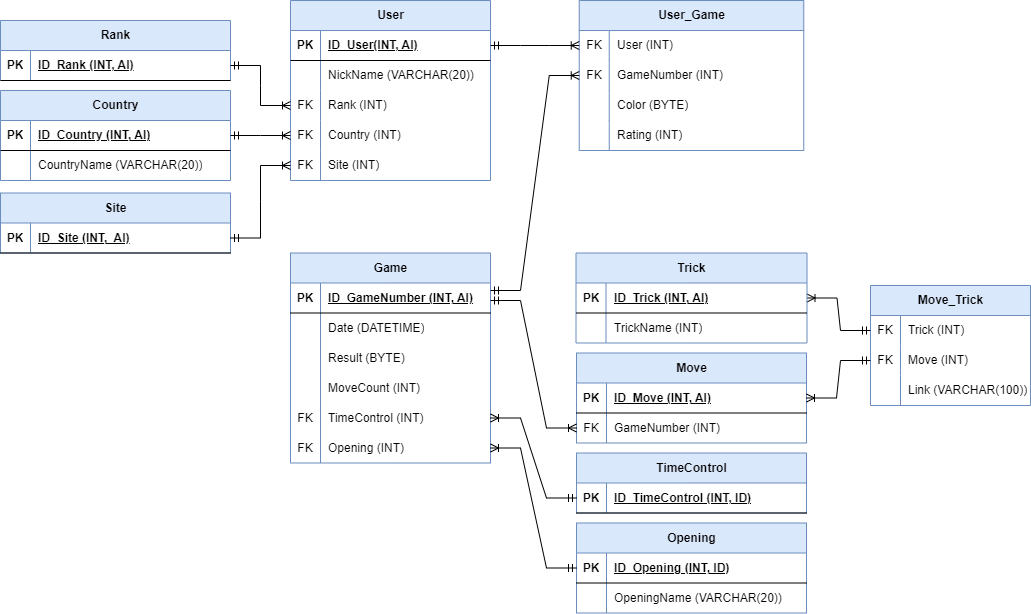 Rank
PK ID_Rank (INT, AI)
Country
PK ID_Country (INT, AI)
CountryName (VARCHAR(20))
Site
PK ID_Site (INT, AI)
User
PK ID_User(INT, AI)
NickName (VARCHAR(20))
FK Rank (INT)
FK Country (INT)
FK Site (INT)
User_Game
FK User (INT)
FK GameNumber (INT)
Color (BYTE)
Rating (INT)
Game
PK ID_GameNumber (INT, AI)
Date (DATETIME)
Result (BYTE)
MoveCount (INT)
FK TimeControl (INT)
FK Opening (INT)
Trick
PK ID_Trick (INT, AI)
TrickName (INT)
Move
PK ID_Move (INT, AI)
FK GameNumber (INT)
TimeControl
PK ID_TimeControl (INT, ID)
Opening
PK ID_Opening (INT, ID)
OpeningName (VARCHAR(20))
Move_Trick
FK Trick (INT)
FK Move (INT)
Link (VARCHAR(100))